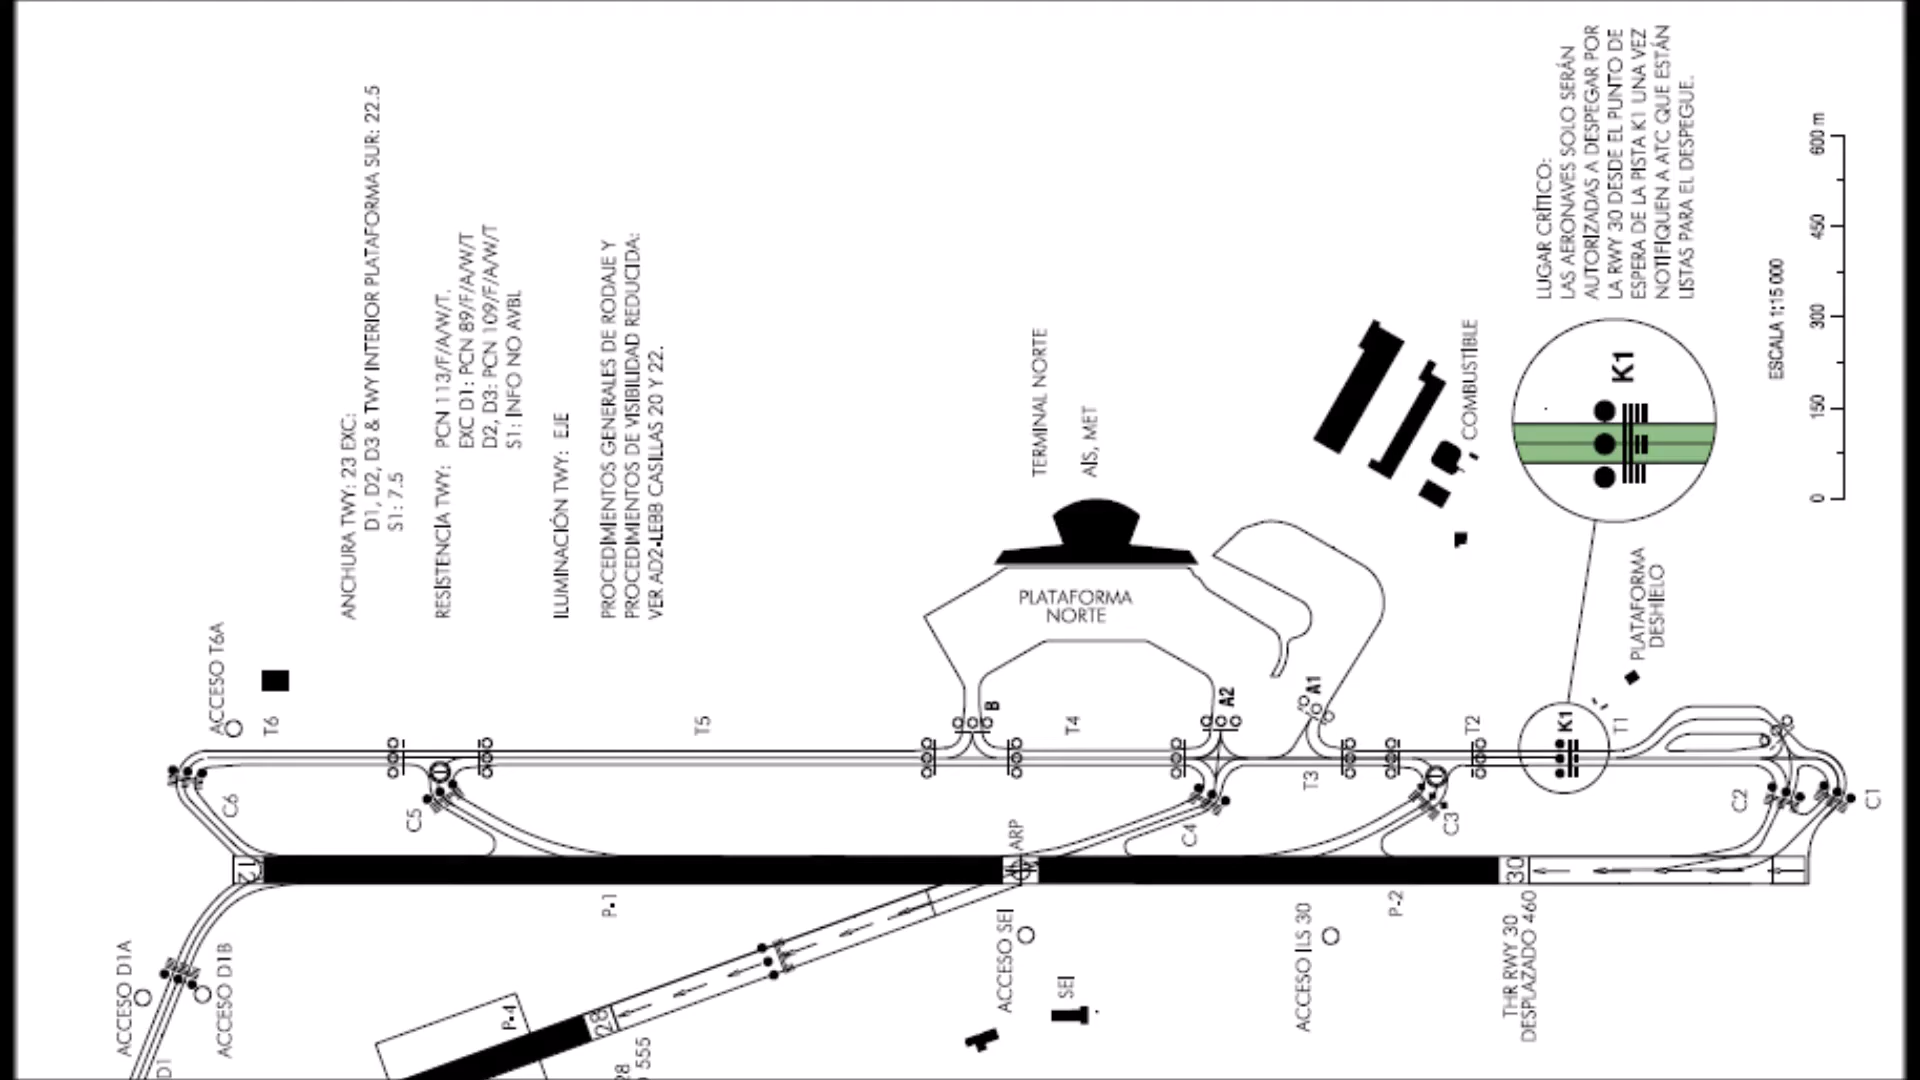 ANCHURA TWY: 23 EXC:
D1, D2, D3 & TWY INTERIOR PLATAFORMA SUR: 22.5
S1: 7.5
RESISTENCIA TWY: PCN 113/F/A/W/T.
EXC D1: PCN 89/F/A/W/T
D2, D3: PCN 109/F/A/W/T
S1: INFO NO AVBL
ILUMINACIÓN TWY: EJE
PROCEDIMIENTOS GENERALES DE RODAJE Y
PROCEDIMIENTOS DE VISIBILIDAD REDUCIDA:
VER AD2-LEBB CASILLAS 20 Y 22.
TERMINAL NORTE
AIS, MET
COMBUSTIBLE
LUGAR CRÍTICO:
LAS AERONAVES SOLO SERÁN
AUTORIZADAS A DESPEGAR POR
LA RWY 30 DESDE EL PUNTO DE
ESPERA DE LA PISTA K1 UNA VEZ
NOTIFIQUEN A ATC QUE ESTÁN
LISTAS PARA EL DESPEGUE.
K1
ESCALA 1:15 000
0 150 300 450 600 m
PLATAFORMA
NORTE
PLATAFORMA
DESHIELO
ACCESO T6A
T6
T5
B
T4
A2
A1
T3
T2
K1
T1
C6
C5
C4
C3
C2
C1
12
ARP
30
P-1
P-2
ACCESO D1A
ACCESO D1B
D1
P-4
28
28
555
ACCESO SEI
SEI
ACCESO ILS 30
THR RWY 30
DESPLAZADO 460